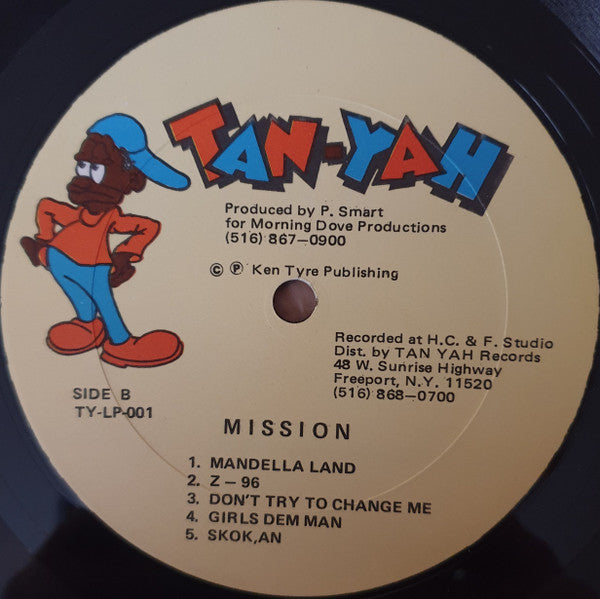 TAN-YAH
Produced by P. Smart
for Morning Dove Productions
(516) 867-0900
© ℗ Ken Tyre Publishing
Recorded at H.C. & F. Studio
Dist. by TAN YAH Records
48 W. Sunrise Highway
Freeport, N.Y. 11520
(516) 868-0700
SIDE B
TY-LP-001
MISSION
1. MANDELLA LAND
2. Z – 96
3. DON'T TRY TO CHANGE ME
4. GIRLS DEM MAN
5. SKOK,AN